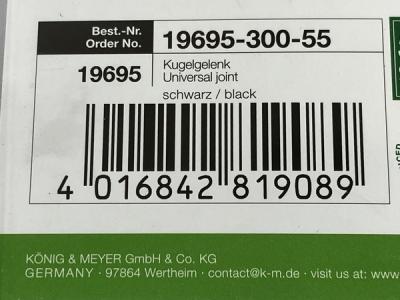 Best.-Nr.
Order No.
19695-300-55
19695
Kugelgelenk
Universal joint
schwarz / black
4 016842 819089
KÖNIG & MEYER GmbH & Co. KG
GERMANY · 97864 Wertheim · contact@k-m.de · visit us at: www